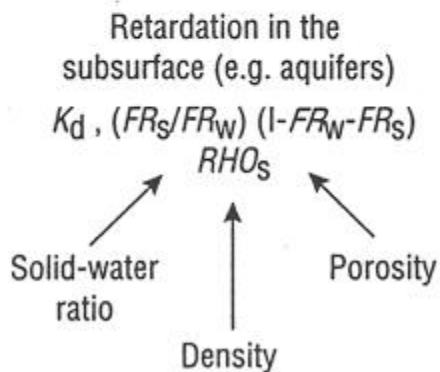 Retardation in the
subsurface (e.g. aquifers)
Kd , (FRs/FRw) (I-FRw-FRs)
RHOs
Solid-water
ratio
Porosity
Density